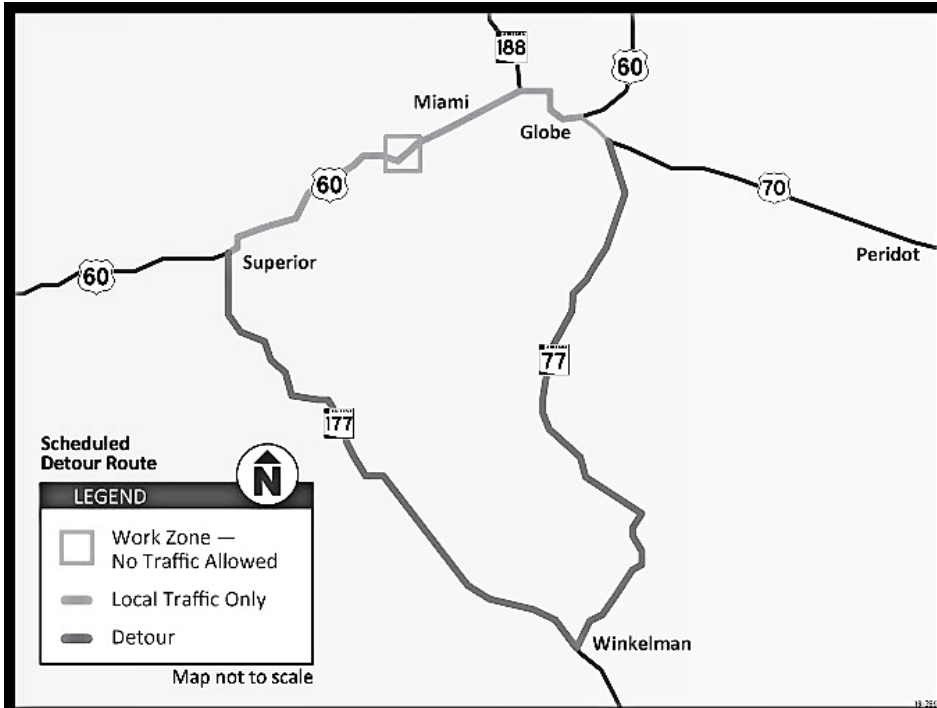 188
60
Miami
Globe
60
70
Superior
Peridot
60
77
177
Scheduled
Detour Route
N
LEGEND
Work Zone —
No Traffic Allowed
Local Traffic Only
Detour
Winkelman
Map not to scale